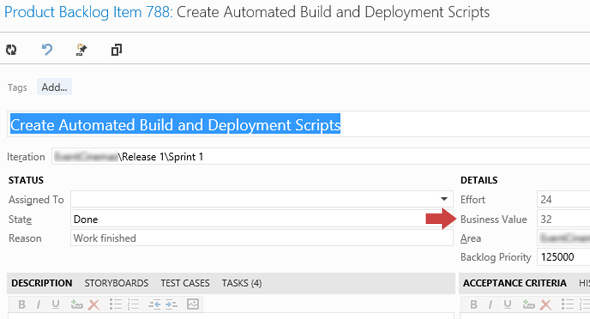 Product Backlog Item 788: Create Automated Build and Deployment Scripts
Tags Add...
Create Automated Build and Deployment Scripts
Iteration \Release 1\Sprint 1
STATUS
Assigned To
State Done
Reason Work finished
DETAILS
Effort 24
Business Value 32
Area
Backlog Priority 125000
DESCRIPTION STORYBOARDS TEST CASES TASKS (4)
B I U
ACCEPTANCE CRITERIA HIS
B I U